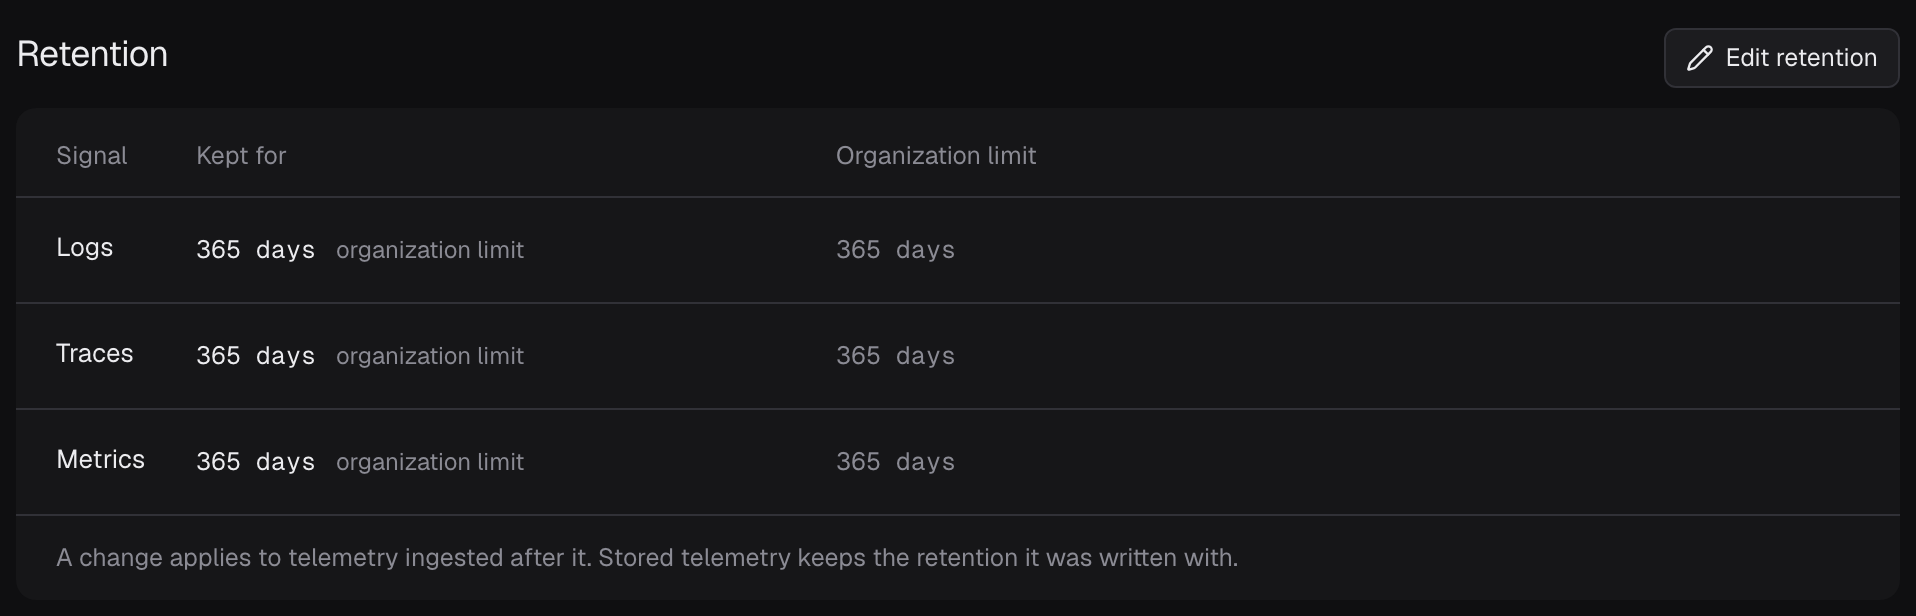 Retention
Edit retention
Signal Kept for Organization limit
Logs 365 days organization limit 365 days
Traces 365 days organization limit 365 days
Metrics 365 days organization limit 365 days
A change applies to telemetry ingested after it. Stored telemetry keeps the retention it was written with.